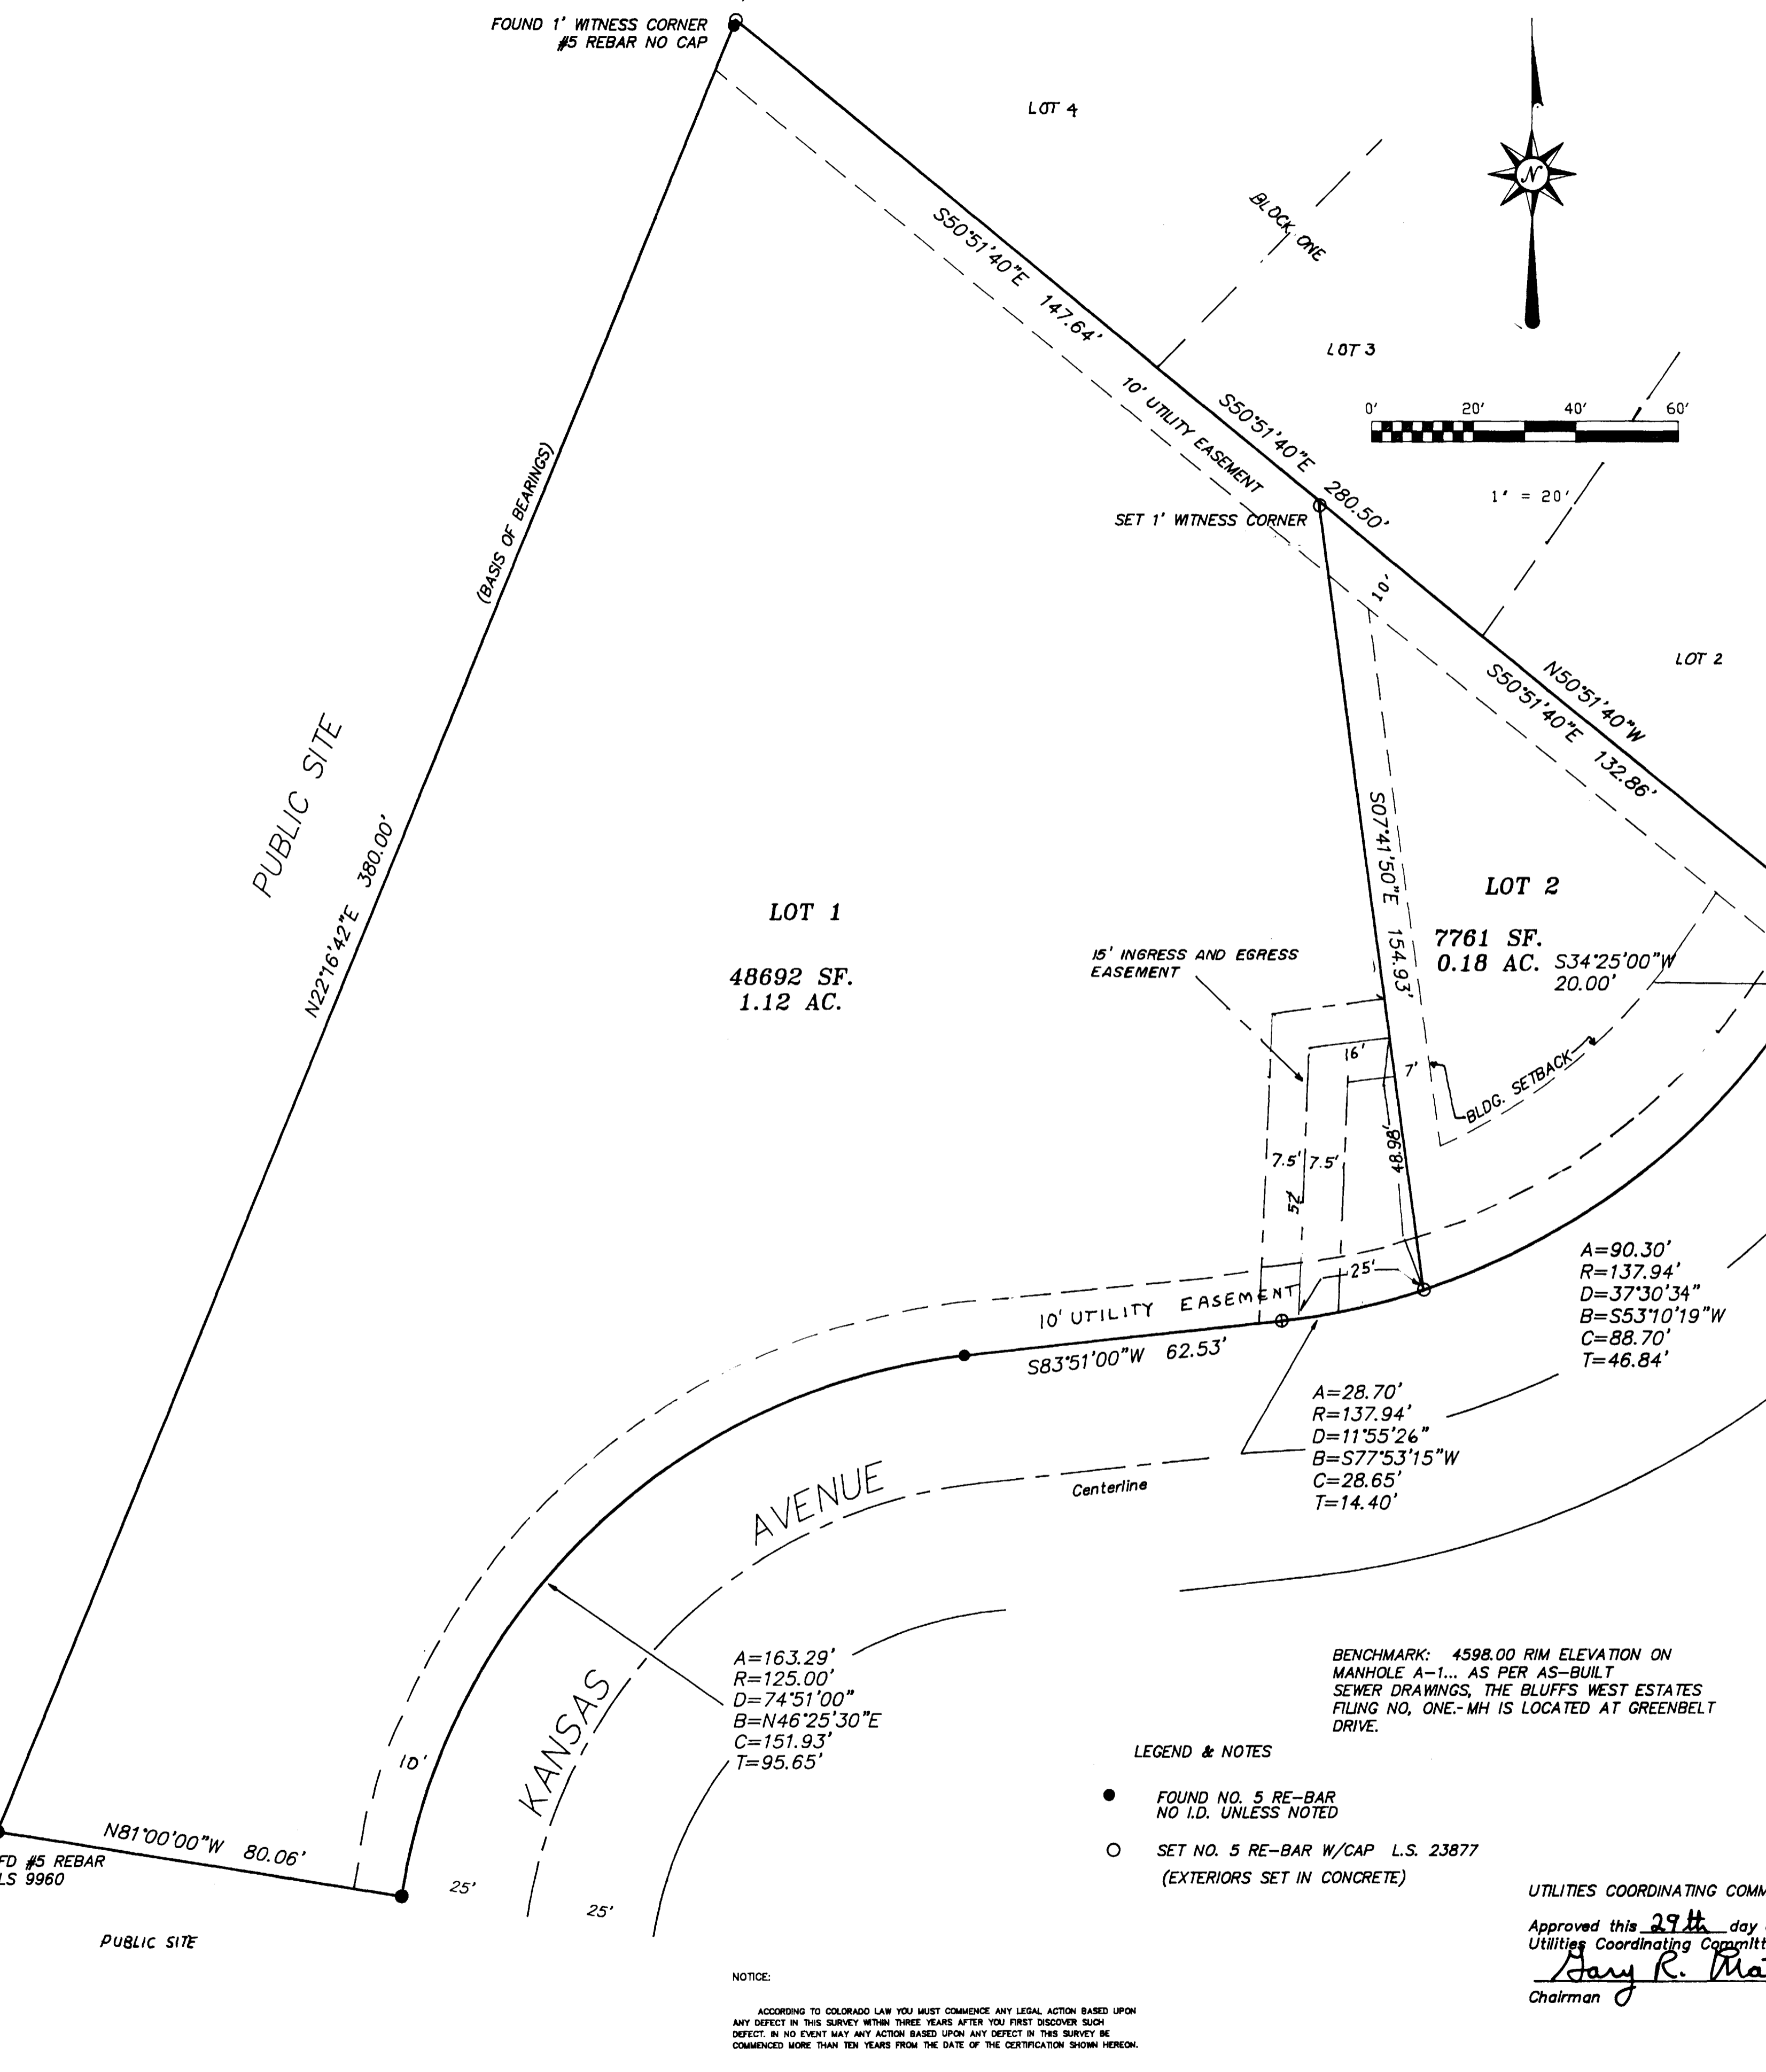 FOUND 1' WITNESS CORNER
#5 REBAR NO CAP
LOT 4
BLOCK ONE
N
S50°51'40"E 147.64'
LOT 3
0' 20' 40' 60'
1" = 20'
10' UTILITY EASEMENT
S50°51'40"E 280.50'
SET 1' WITNESS CORNER
(BASIS OF BEARINGS)
10'
LOT 2
N50°51'40"W
S50°51'40"E 132.86'
PUBLIC SITE
N22°16'42"E 380.00'
S07°41'50"E 154.93'
LOT 1
48692 SF.
1.12 AC.
LOT 2
7761 SF.
0.18 AC.
S34°25'00"W
20.00'
15' INGRESS AND EGRESS
EASEMENT
16'
7'
BLDG. SETBACK
48.98'
7.5' 7.5'
52'
25'
10' UTILITY EASEMENT
S83°51'00"W 62.53'
A=90.30'
R=137.94'
D=37°30'34"
B=S53°10'19"W
C=88.70'
T=46.84'
A=28.70'
R=137.94'
D=11°55'26"
B=S77°53'15"W
C=28.65'
T=14.40'
Centerline
KANSAS AVENUE
A=163.29'
R=125.00'
D=74°51'00"
B=N46°25'30"E
C=151.93'
T=95.65'
10'
N81°00'00"W 80.06'
FD #5 REBAR
LS 9960
25'
25'
PUBLIC SITE
BENCHMARK: 4598.00 RIM ELEVATION ON
MANHOLE A-1... AS PER AS-BUILT
SEWER DRAWINGS, THE BLUFFS WEST ESTATES
FILING NO, ONE.-MH IS LOCATED AT GREENBELT
DRIVE.
LEGEND & NOTES
FOUND NO. 5 RE-BAR
NO I.D. UNLESS NOTED
SET NO. 5 RE-BAR W/CAP L.S. 23877
(EXTERIORS SET IN CONCRETE)
UTILITIES COORDINATING COMM
Approved this 29th day
Utilities Coordinating Committ
Gary R.
Chairman
NOTICE:
ACCORDING TO COLORADO LAW YOU MUST COMMENCE ANY LEGAL ACTION BASED UPON
ANY DEFECT IN THIS SURVEY WITHIN THREE YEARS AFTER YOU FIRST DISCOVER SUCH
DEFECT. IN NO EVENT MAY ANY ACTION BASED UPON ANY DEFECT IN THIS SURVEY BE
COMMENCED MORE THAN TEN YEARS FROM THE DATE OF THE CERTIFICATION SHOWN HEREON.